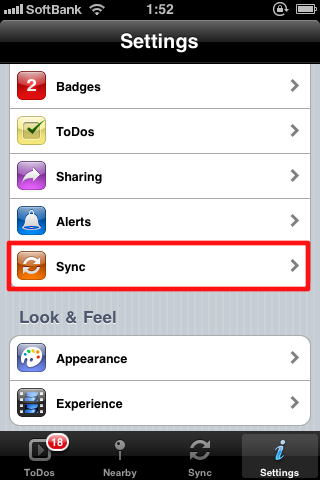 SoftBank 1:52
Settings
2 Badges
ToDos
Sharing
Alerts
Sync
Look & Feel
Appearance
Experience
18
ToDos Nearby Sync Settings